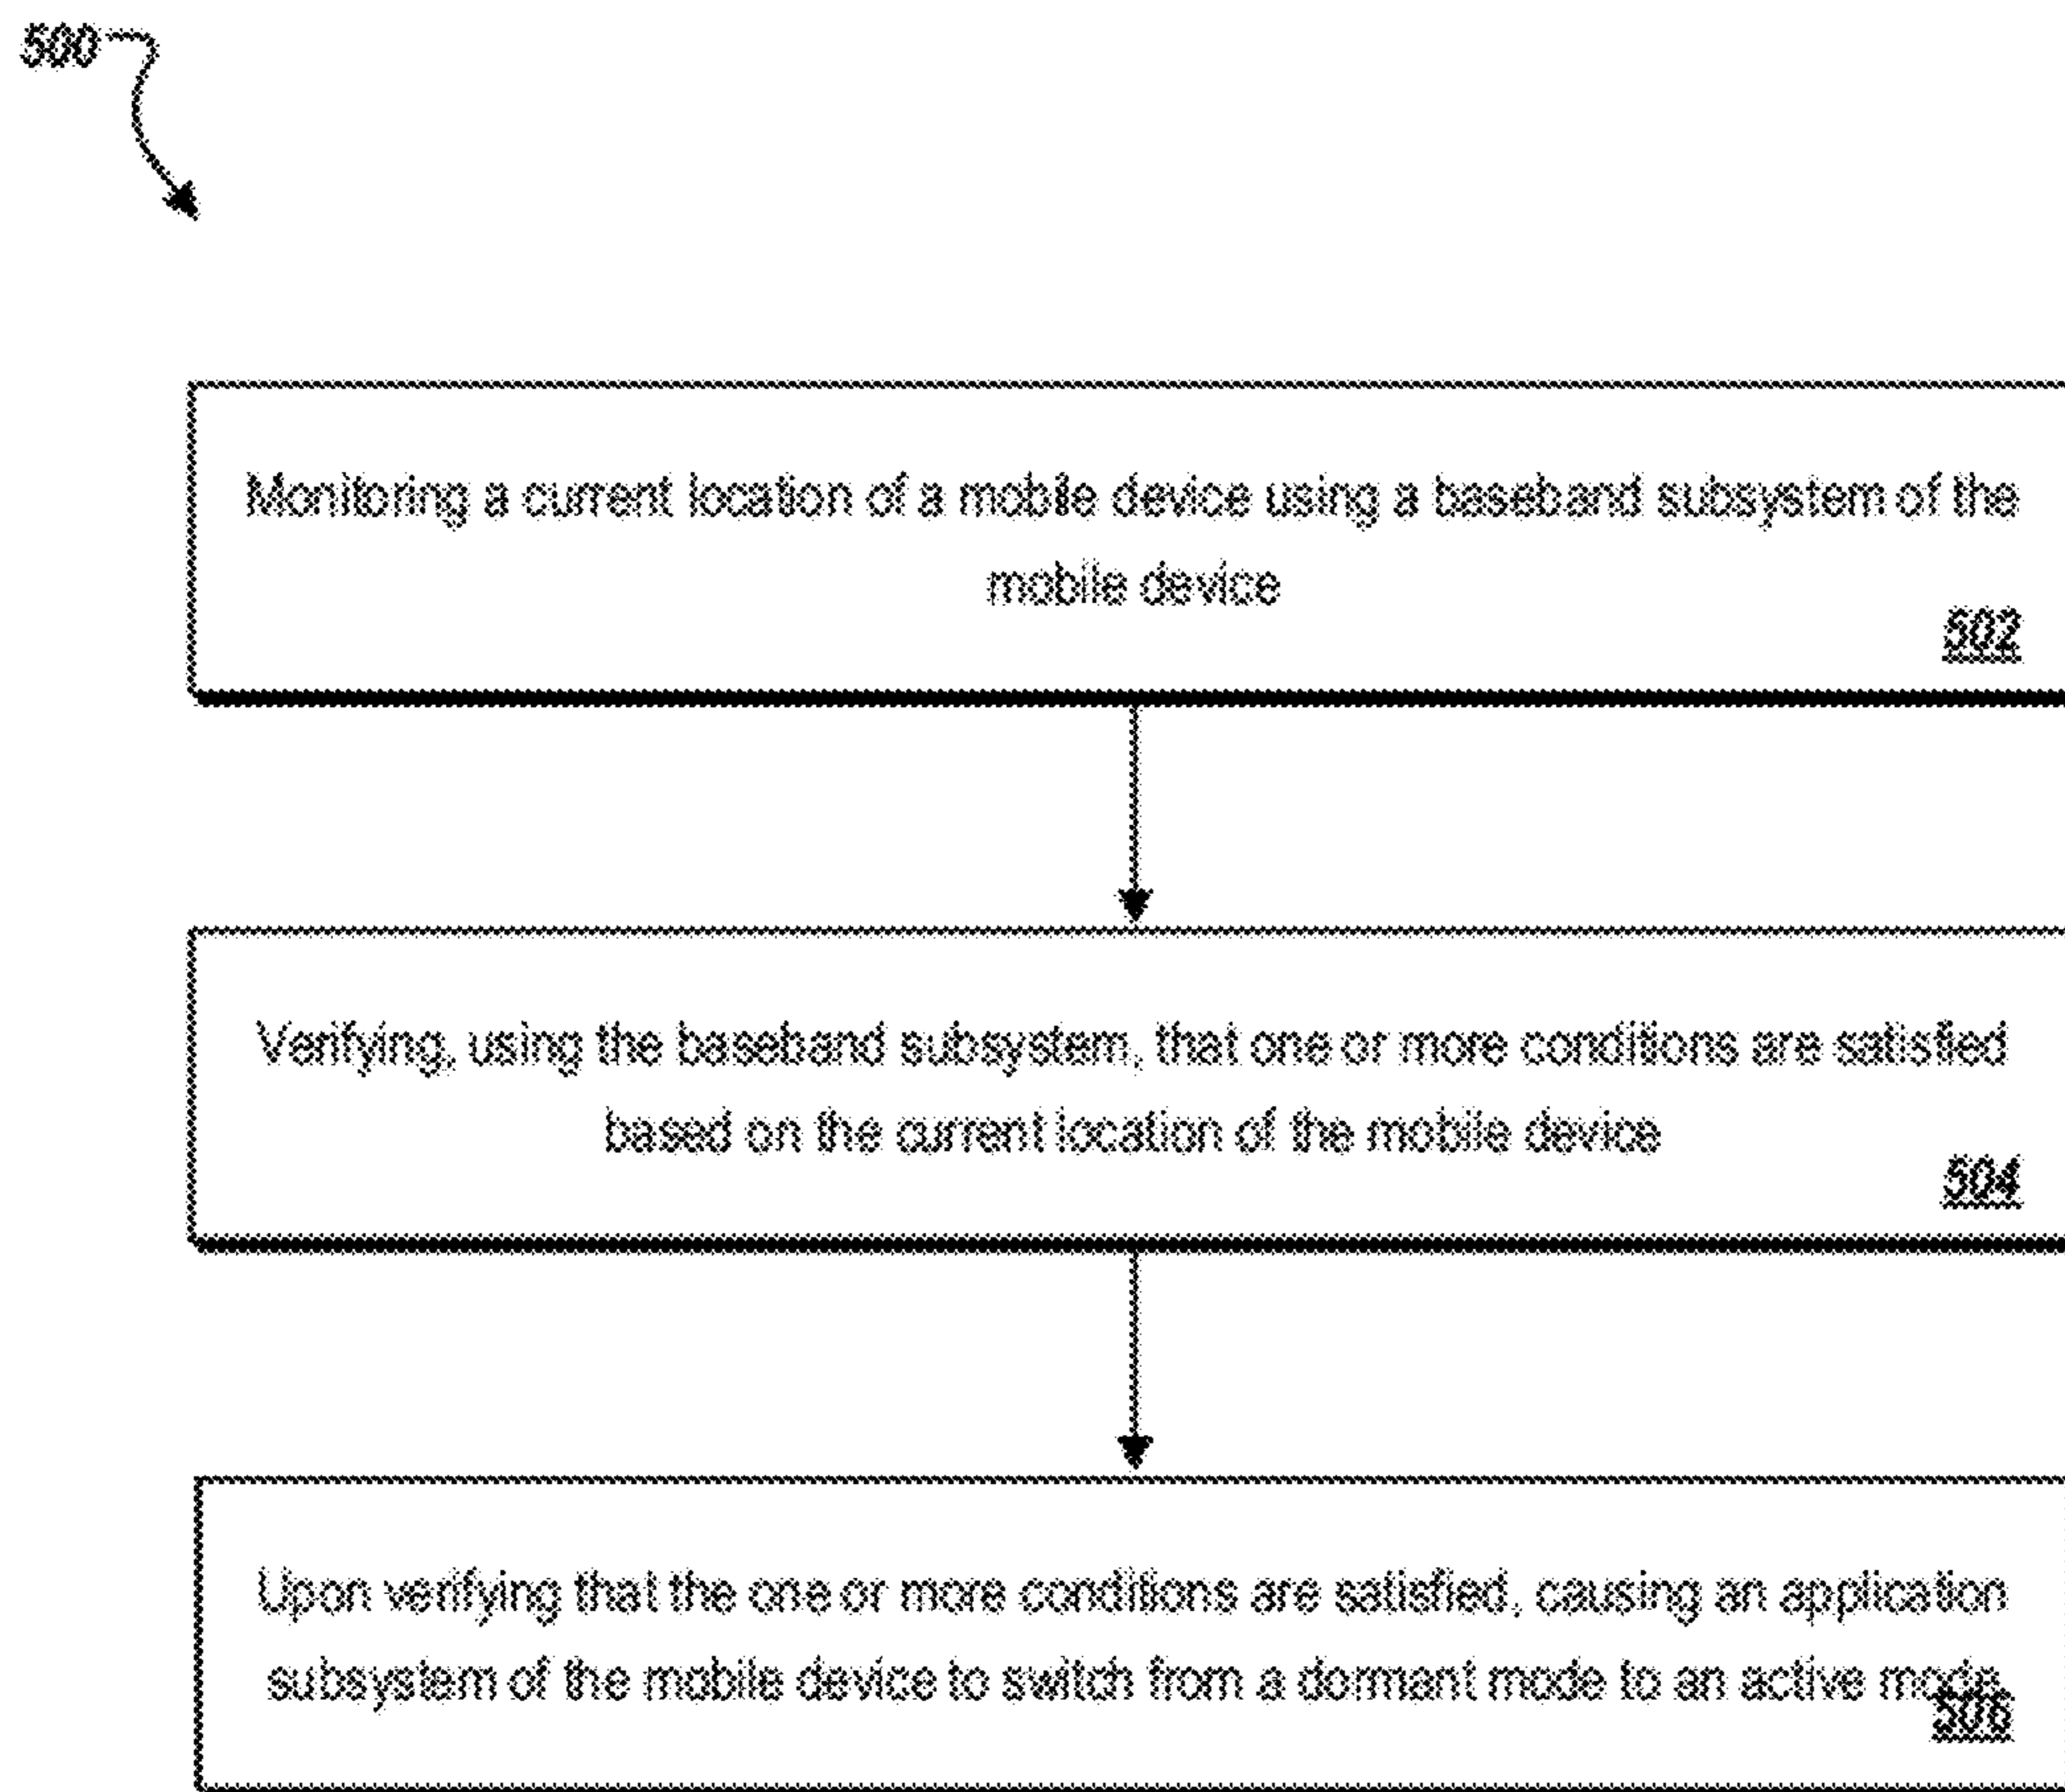 500
Monitoring a current location of a mobile device using a baseband subsystem of the
mobile device
502
Verifying, using the baseband subsystem, that one or more conditions are satisfied
based on the current location of the mobile device
504
Upon verifying that the one or more conditions are satisfied, causing an application
subsystem of the mobile device to switch from a dormant mode to an active mode
506